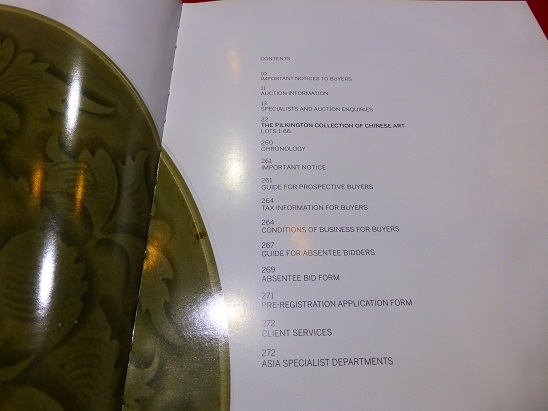 CONTENTS
10
IMPORTANT NOTICES TO BUYERS
11
AUCTION INFORMATION
13
SPECIALISTS AND AUCTION ENQUIRIES
22
THE PILKINGTON COLLECTION OF CHINESE ART
LOTS 1-66
260
CHRONOLOGY
261
IMPORTANT NOTICE
261
GUIDE FOR PROSPECTIVE BUYERS
264
TAX INFORMATION FOR BUYERS
264
CONDITIONS OF BUSINESS FOR BUYERS
267
GUIDE FOR ABSENTEE BIDDERS
269
ABSENTEE BID FORM
271
PRE-REGISTRATION APPLICATION FORM
272
CLIENT SERVICES
272
ASIA SPECIALIST DEPARTMENTS